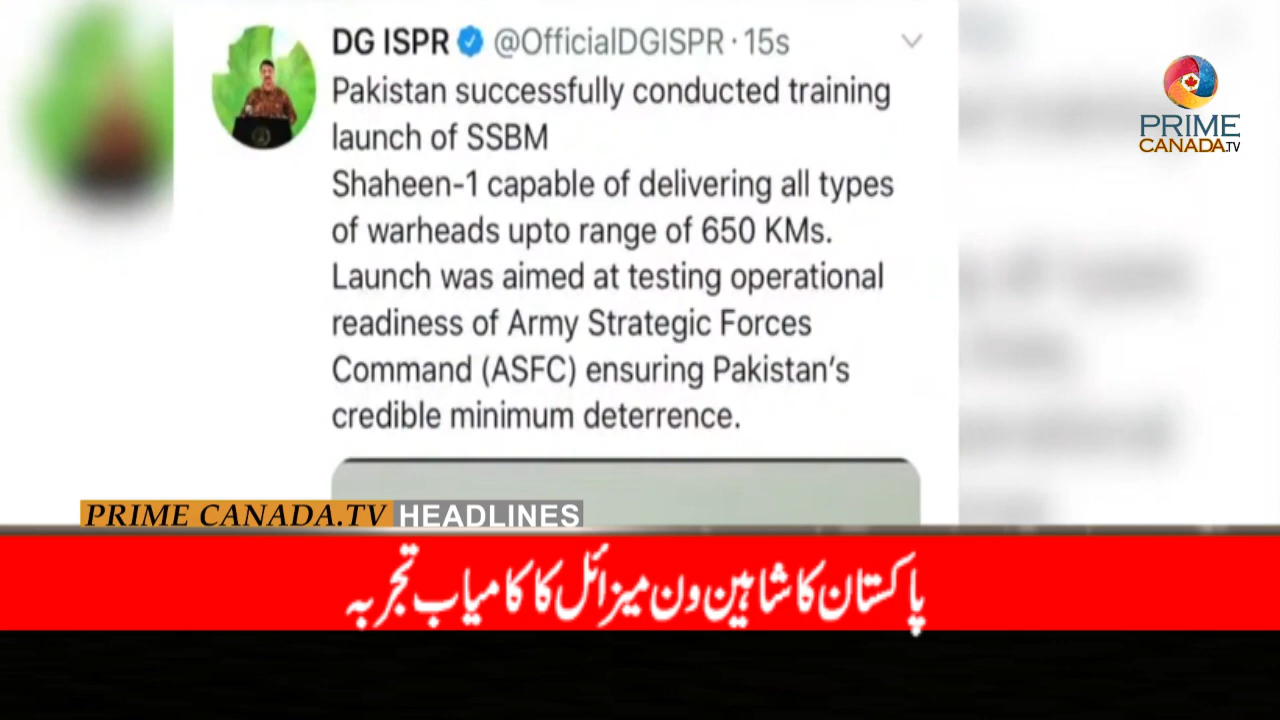 DG ISPR @OfficialDGISPR · 15s
Pakistan successfully conducted training
launch of SSBM
Shaheen-1 capable of delivering all types
of warheads upto range of 650 KMs.
Launch was aimed at testing operational
readiness of Army Strategic Forces
Command (ASFC) ensuring Pakistan's
credible minimum deterrence.
PRIME
CANADA.TV
PRIME CANADA.TV HEADLINES
پاکستان کا شاہین ون میزائل کا کامیاب تجربہ